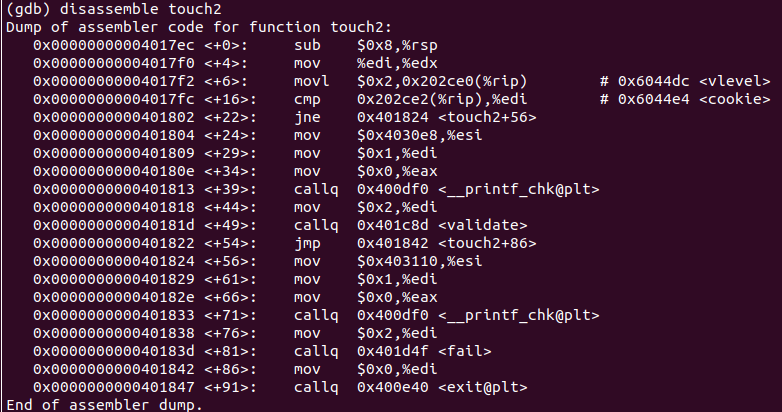 (gdb) disassemble touch2
Dump of assembler code for function touch2:
   0x00000000004017ec <+0>:     sub    $0x8,%rsp
   0x00000000004017f0 <+4>:     mov    %edi,%edx
   0x00000000004017f2 <+6>:     movl   $0x2,0x202ce0(%rip)        # 0x6044dc <vlevel>
   0x00000000004017fc <+16>:    cmp    0x202ce2(%rip),%edi        # 0x6044e4 <cookie>
   0x0000000000401802 <+22>:    jne    0x401824 <touch2+56>
   0x0000000000401804 <+24>:    mov    $0x4030e8,%esi
   0x0000000000401809 <+29>:    mov    $0x1,%edi
   0x000000000040180e <+34>:    mov    $0x0,%eax
   0x0000000000401813 <+39>:    callq  0x400df0 <__printf_chk@plt>
   0x0000000000401818 <+44>:    mov    $0x2,%edi
   0x000000000040181d <+49>:    callq  0x401c8d <validate>
   0x0000000000401822 <+54>:    jmp    0x401842 <touch2+86>
   0x0000000000401824 <+56>:    mov    $0x403110,%esi
   0x0000000000401829 <+61>:    mov    $0x1,%edi
   0x000000000040182e <+66>:    mov    $0x0,%eax
   0x0000000000401833 <+71>:    callq  0x400df0 <__printf_chk@plt>
   0x0000000000401838 <+76>:    mov    $0x2,%edi
   0x000000000040183d <+81>:    callq  0x401d4f <fail>
   0x0000000000401842 <+86>:    mov    $0x0,%edi
   0x0000000000401847 <+91>:    callq  0x400e40 <exit@plt>
End of assembler dump.